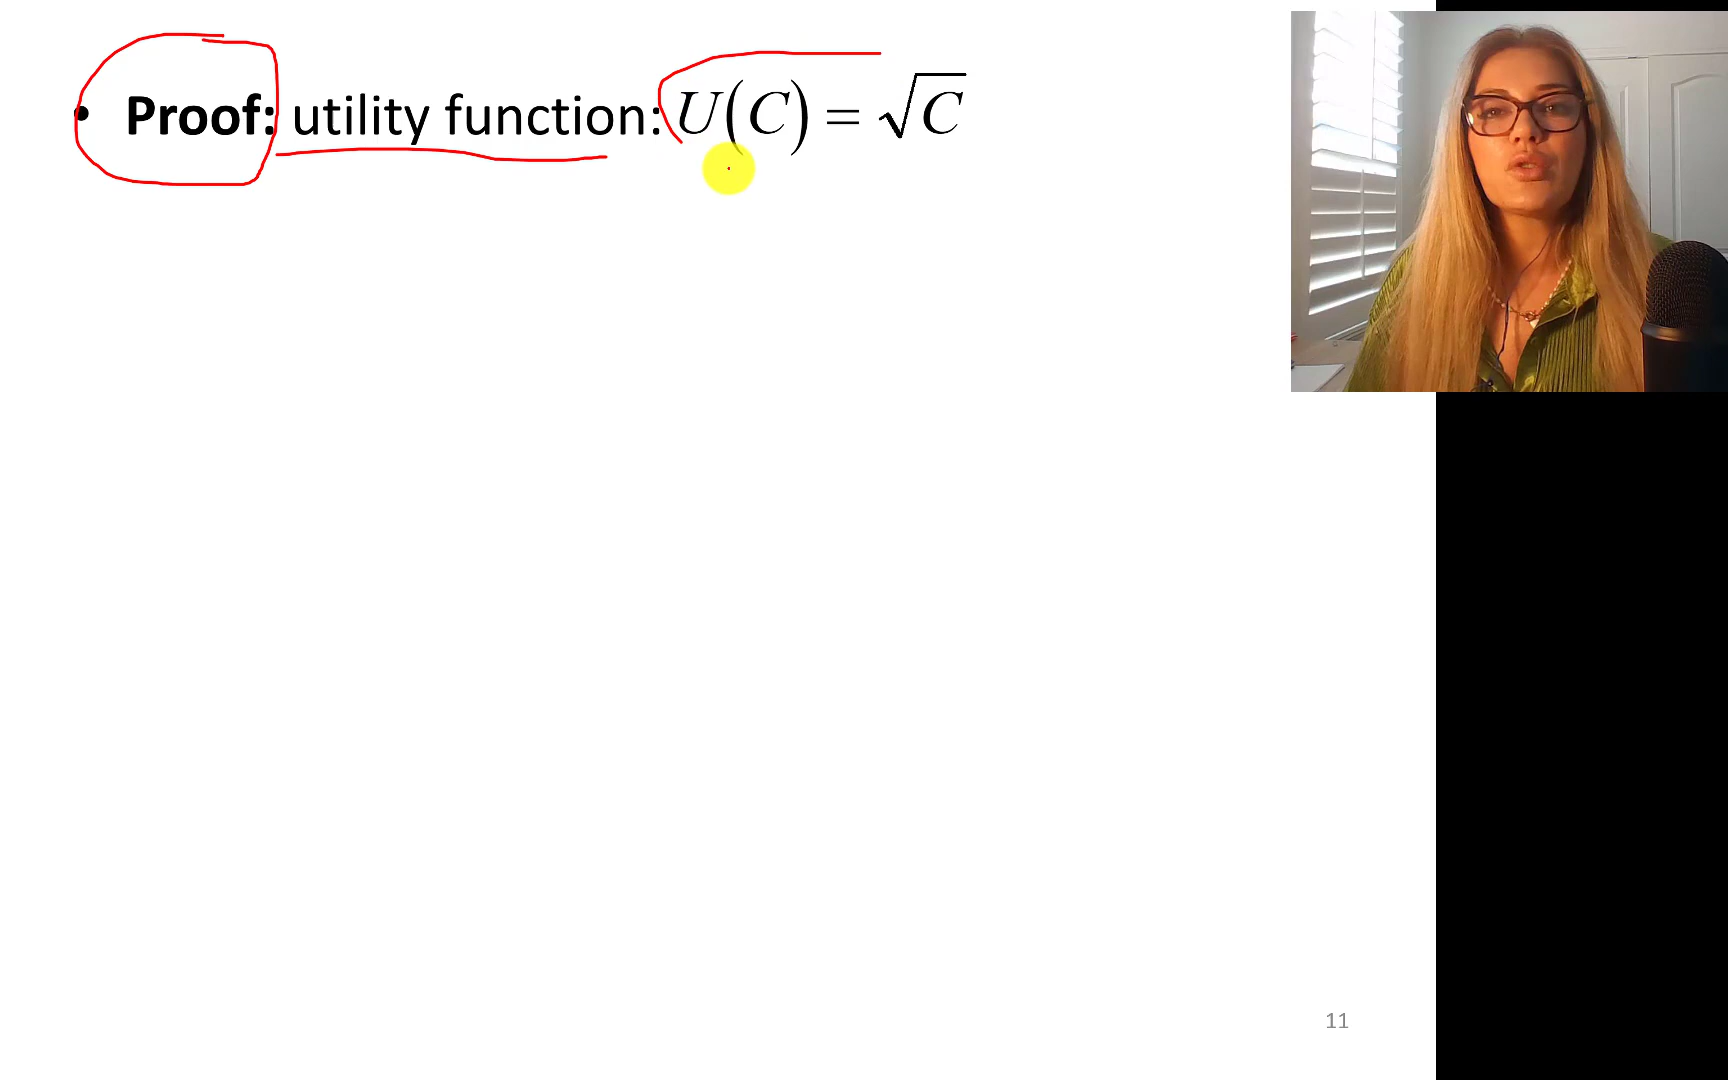 • Proof: utility function: U(C) = √C
11